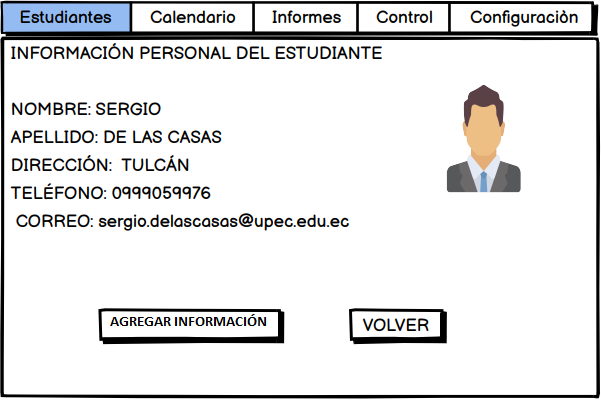 Estudiantes Calendario Informes Control Configuraciòn
INFORMACIÓN PERSONAL DEL ESTUDIANTE
NOMBRE: SERGIO
APELLIDO: DE LAS CASAS
DIRECCIÓN: TULCÁN
TELÉFONO: 0999059976
CORREO: sergio.delascasas@upec.edu.ec
AGREGAR INFORMACIÓN VOLVER